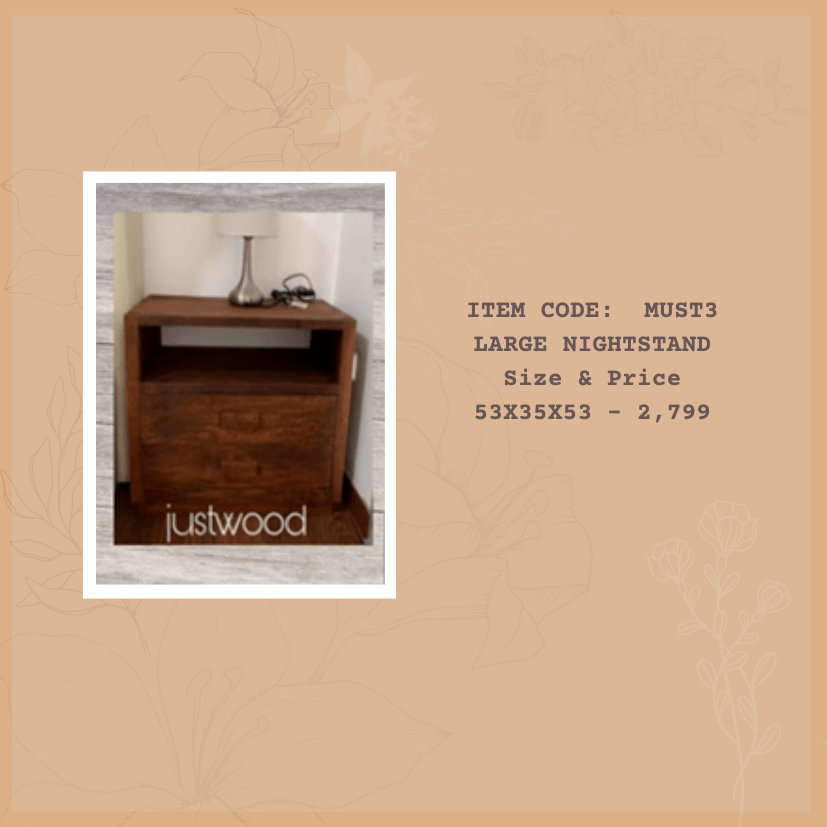 justwood
ITEM CODE:  MUST3
LARGE NIGHTSTAND
Size & Price
53X35X53 – 2,799